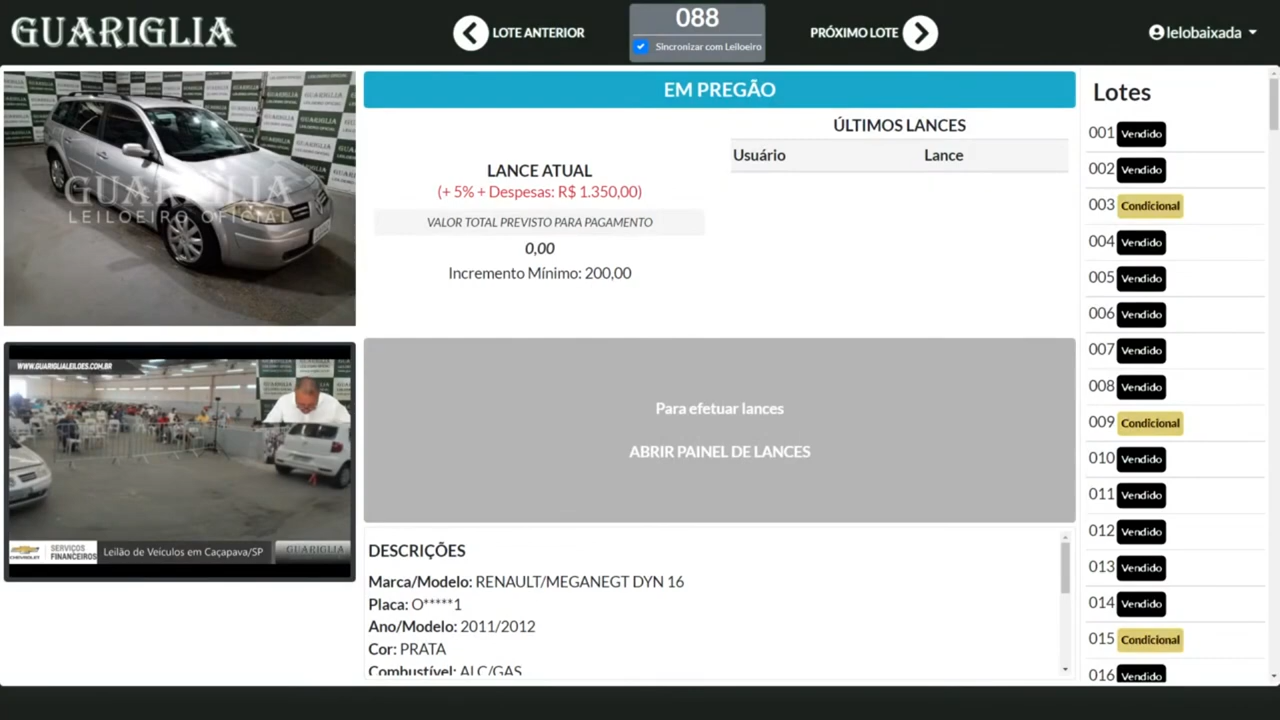 GUARIGLIA
LOTE ANTERIOR
088
Sincronizar com Leiloeiro
PRÓXIMO LOTE
lelobaixada
GUARIGLIA
LEILOEIRO OFICIAL
EM PREGÃO
LANCE ATUAL
(+ 5% + Despesas: R$ 1.350,00)
VALOR TOTAL PREVISTO PARA PAGAMENTO
0,00
Incremento Mínimo: 200,00
ÚLTIMOS LANCES
Usuário Lance
Para efetuar lances
ABRIR PAINEL DE LANCES
WWW.GUARIGLIALEILOES.COM.BR
CHEVROLET
SERVIÇOS
FINANCEIROS
Leilão de Veiculos em Caçapava/SP
GUARIGLIA
DESCRIÇÕES
Marca/Modelo: RENAULT/MEGANEGT DYN 16
Placa: O*****1
Ano/Modelo: 2011/2012
Cor: PRATA
Combustível: ALC/GAS
Lotes
001 Vendido
002 Vendido
003 Condicional
004 Vendido
005 Vendido
006 Vendido
007 Vendido
008 Vendido
009 Condicional
010 Vendido
011 Vendido
012 Vendido
013 Vendido
014 Vendido
015 Condicional
016 Vendido